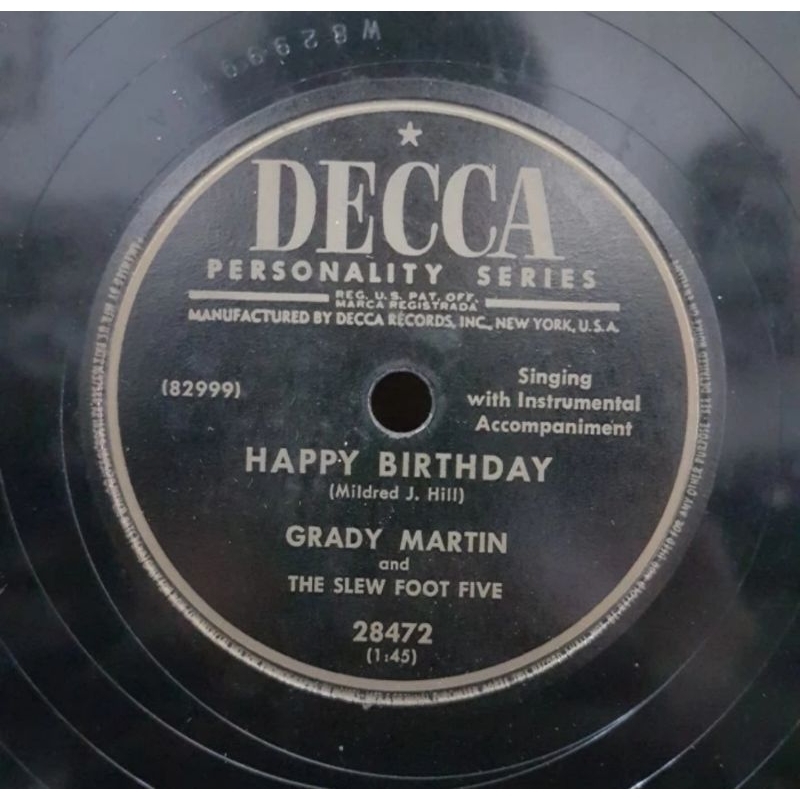 W 82999
DECCA
PERSONALITY SERIES
REG. U.S. PAT. OFF.
MARCA REGISTRADA
MANUFACTURED BY DECCA RECORDS, INC., NEW YORK, U.S.A.
(82999)
Singing
with Instrumental
Accompaniment
HAPPY BIRTHDAY
(Mildred J. Hill)
GRADY MARTIN
and
THE SLEW FOOT FIVE
28472
(1:45)